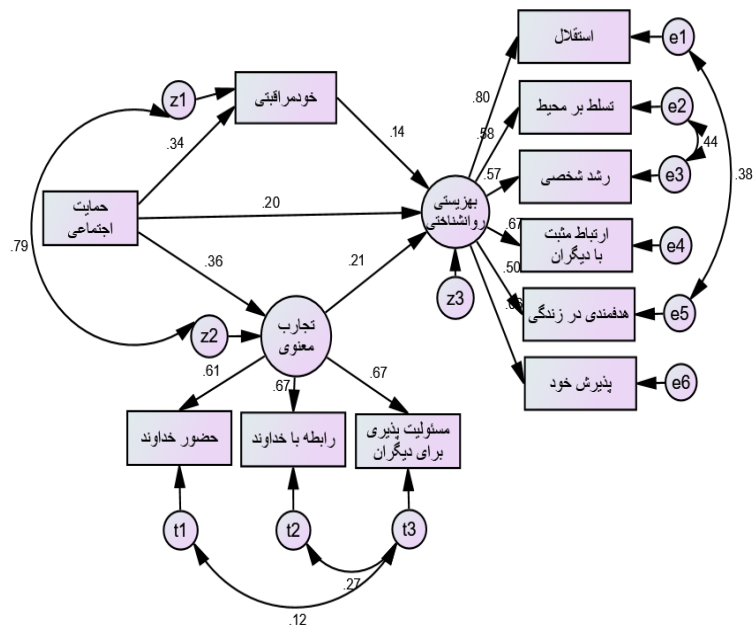 استقلال
e1
z1
خودمراقبتی
.80
تسلط بر محیط
e2
.34
.14
.58
.44
.57
رشد شخصی
e3
.38
حمایت
اجتماعی
.20
بهزیستی
روانشناختی
.67
ارتباط مثبت
با دیگران
e4
.79
.36
.21
.50
z3
هدفمندی در زندگی
e5
z2
تجارب
معنوی
.61
.67
.67
پذیرش خود
e6
حضور خداوند
رابطه با خداوند
مسئولیت پذیری
برای دیگران
t1
t2
t3
.27
.12